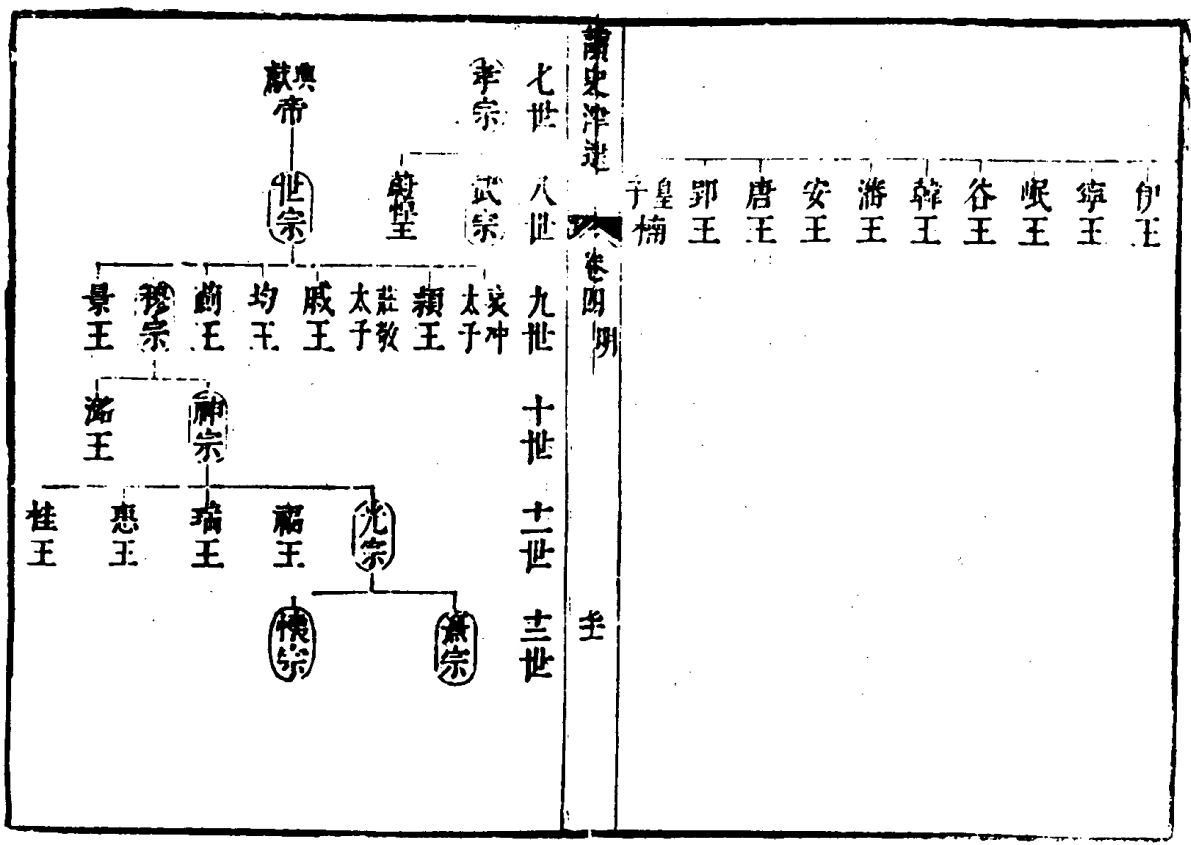 伊王
寧王
岷王
谷王
韓王
瀋王
安王
唐王
郢王
皇子楠
讀史津逮
卷四 明
七世
孝宗
興獻帝
八世
武宗
蔚悼王
世宗
九世
哀冲太子
頴王
莊敬太子
戚王
均王
薊王
穆宗
景王
十世
神宗
潞王
十一世
光宗
福王
瑞王
惠王
桂王
十二世
熹宗
懷宗